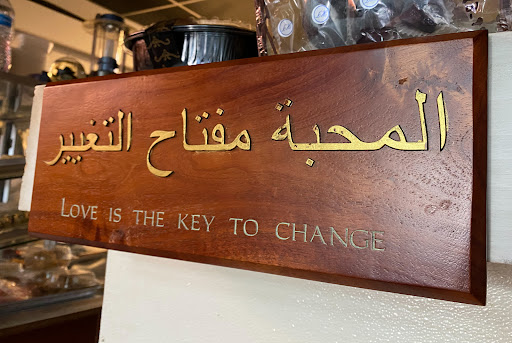 المحبة مفتاح التغيير
LOVE IS THE KEY TO CHANGE